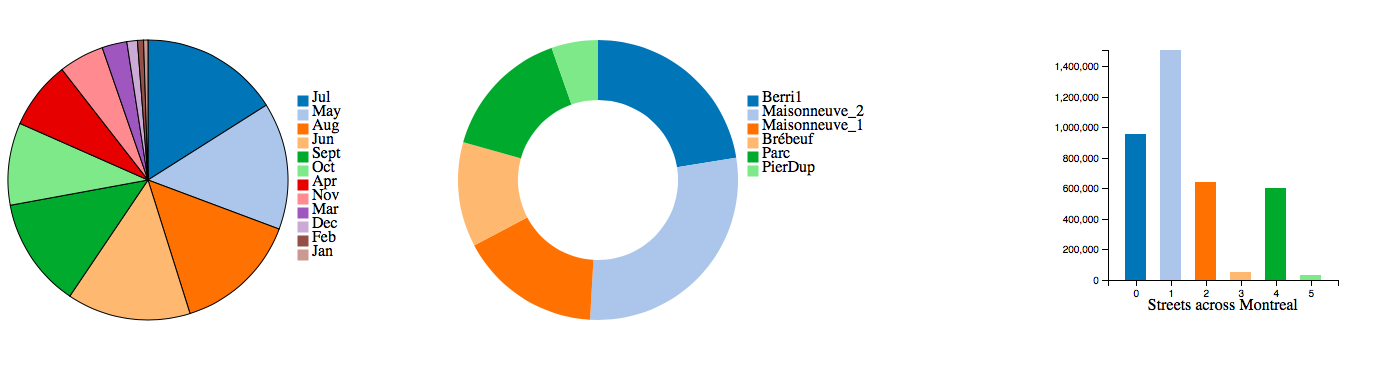 Jul
May
Aug
Jun
Sept
Oct
Apr
Nov
Mar
Dec
Feb
Jan
Berri1
Maisonneuve_2
Maisonneuve_1
Brébeuf
Parc
PierDup
1,400,000
1,200,000
1,000,000
800,000
600,000
400,000
200,000
0
0 1 2 3 4 5
Streets across Montreal